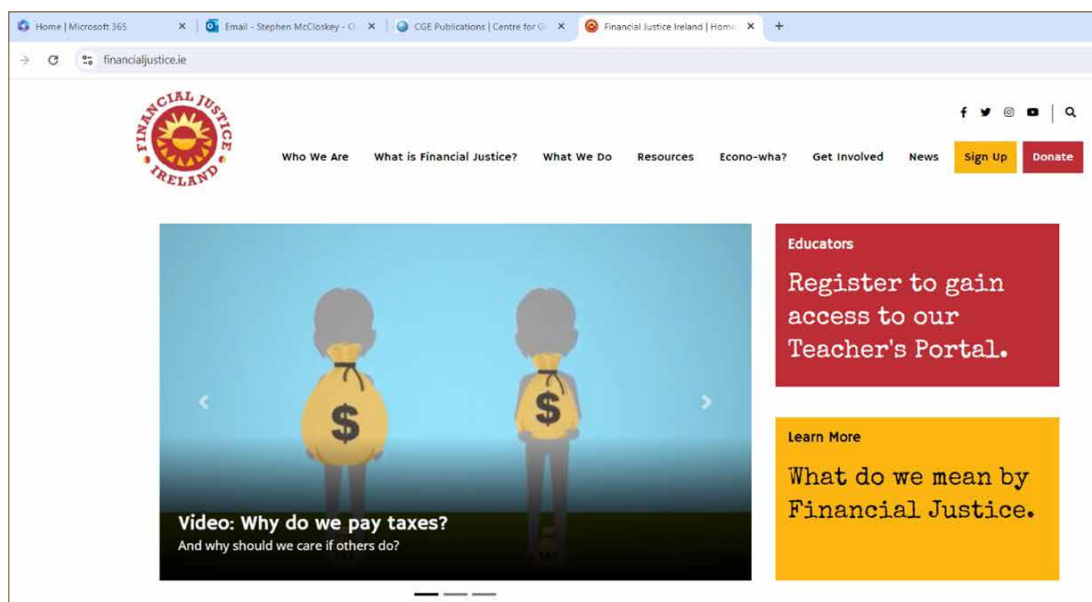 Home | Microsoft 365
Email - Stephen McCloskey - O
CGE Publications | Centre for G
Financial Justice Ireland | Home
financialjustice.ie
FINANCIAL JUSTICE IRELAND
Who We Are What is Financial Justice? What We Do Resources Econo-wha? Get Involved News Sign Up Donate
$ $
Video: Why do we pay taxes?
And why should we care if others do?
Educators
Register to gain
access to our
Teacher's Portal.
Learn More
What do we mean by
Financial Justice.